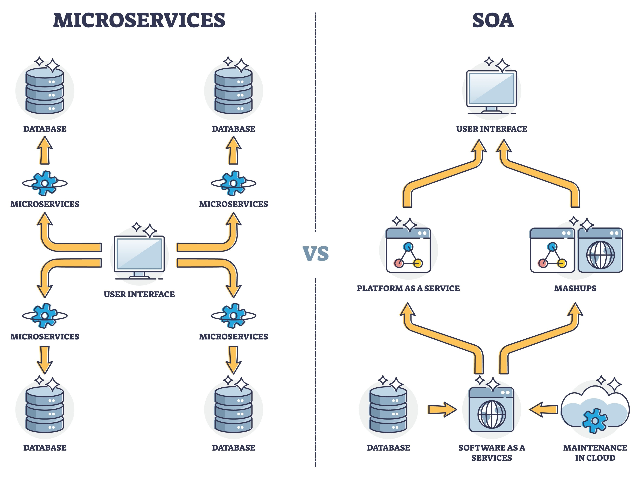 MICROSERVICES
DATABASE
DATABASE
MICROSERVICES
MICROSERVICES
USER INTERFACE
MICROSERVICES
MICROSERVICES
DATABASE
DATABASE
VS
SOA
USER INTERFACE
PLATFORM AS A SERVICE
MASHUPS
DATABASE
SOFTWARE AS A
SERVICES
MAINTENANCE
IN CLOUD